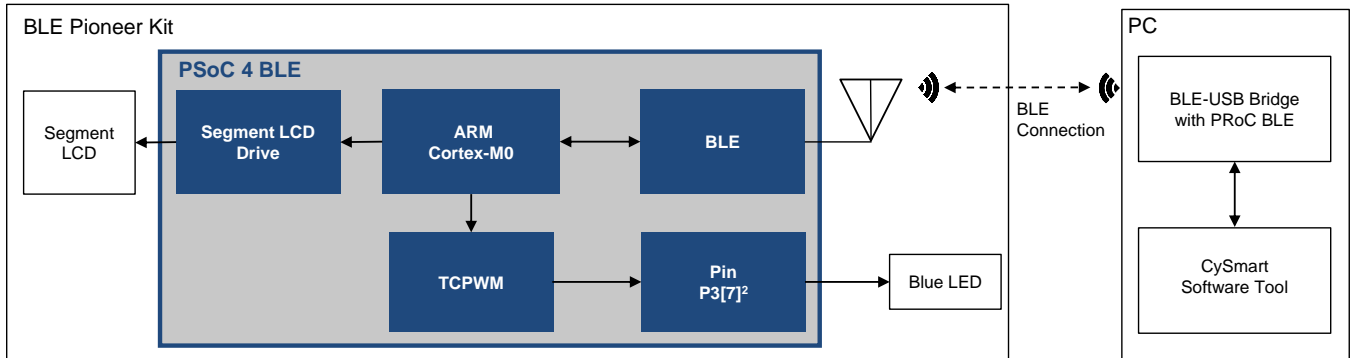 BLE Pioneer Kit
PSoC 4 BLE
Segment
LCD
Segment LCD
Drive
ARM
Cortex-M0
BLE
BLE
Connection
TCPWM
Pin
P3[7]²
Blue LED
PC
BLE-USB Bridge
with PRoC BLE
CySmart
Software Tool